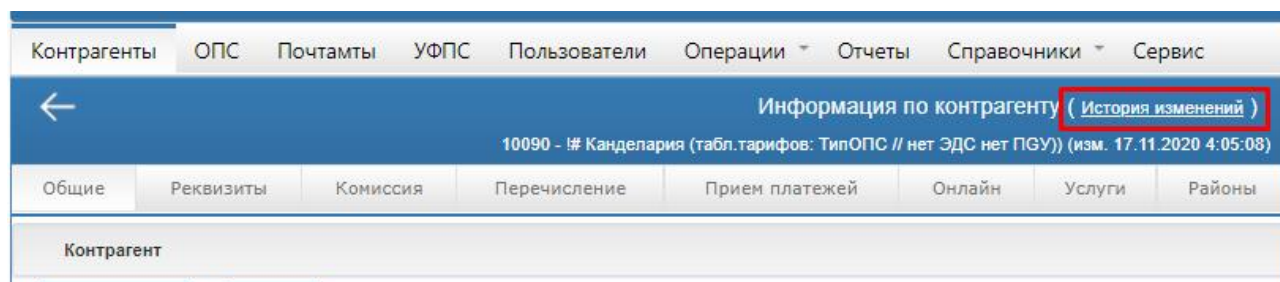 Контрагенты ОПС Почтамты УФПС Пользователи Операции Отчеты Справочники Сервис
Информация по контрагенту ( История изменений )
10090 - !# Канделария (табл.тарифов: ТипОПС // нет ЭДС нет ПГУ)) (изм. 17.11.2020 4:05:08)
Общие Реквизиты Комиссия Перечисление Прием платежей Онлайн Услуги Районы
Контрагент